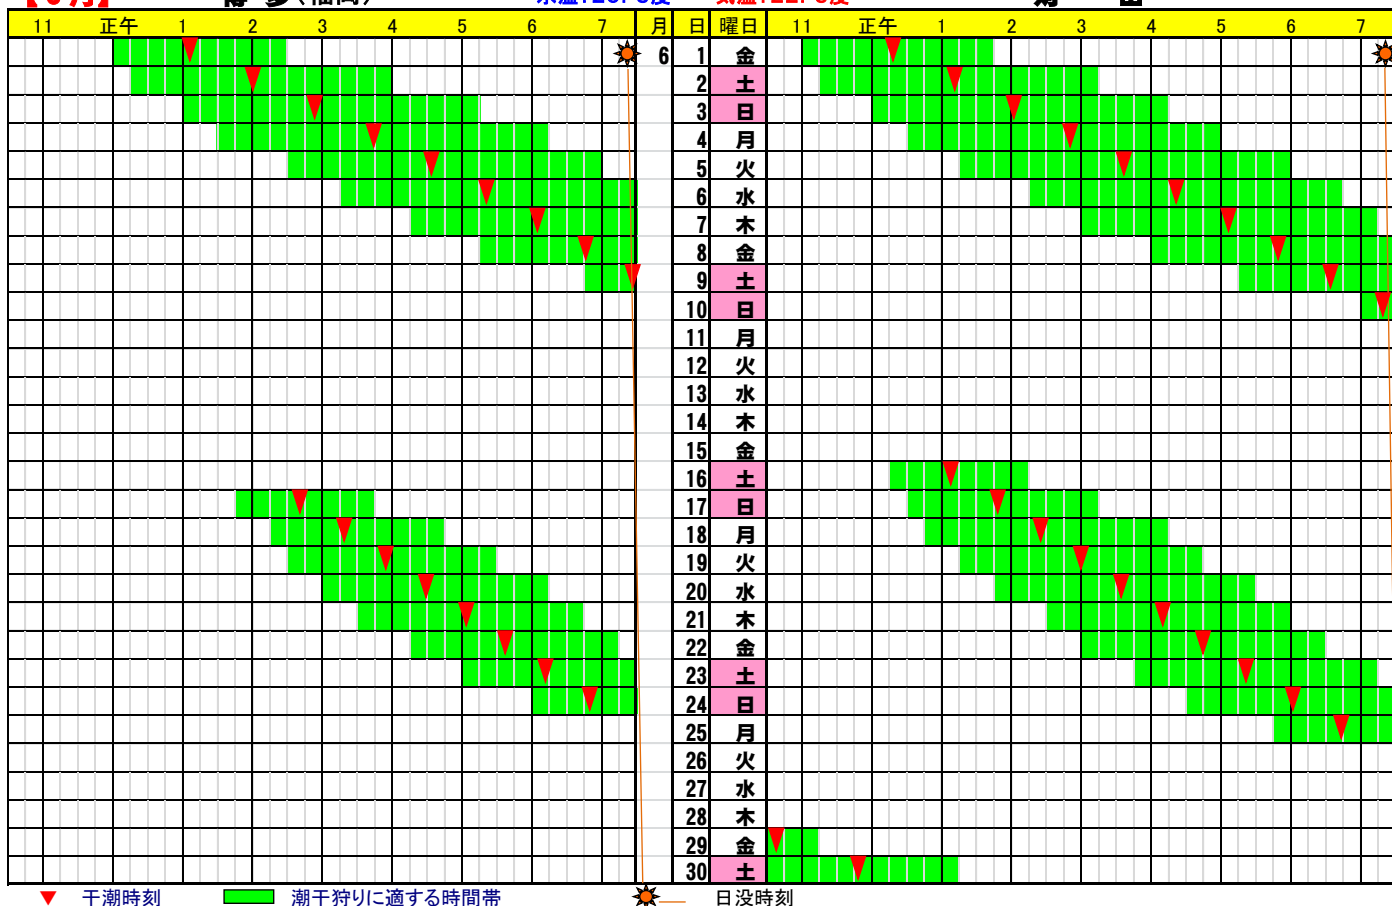 11 正午 1 2 3 4 5 6 7 月 日 曜日 11 正午 1 2 3 4 5 6 7
6 1 金
2 土
3 日
4 月
5 火
6 水
7 木
8 金
9 土
10 日
11 月
12 火
13 水
14 木
15 金
16 土
17 日
18 月
19 火
20 水
21 木
22 金
23 土
24 日
25 月
26 火
27 水
28 木
29 金
30 土
干潮時刻 潮干狩りに適する時間帯 日没時刻